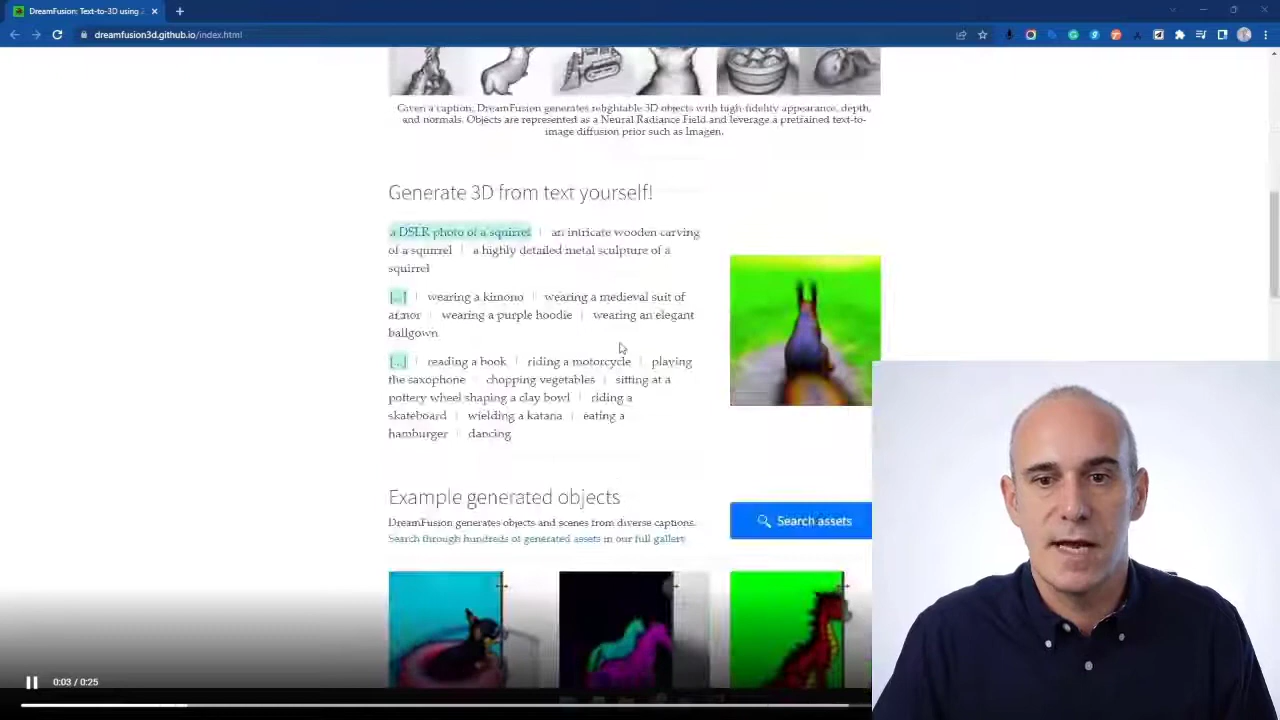 DreamFusion: Text-to-3D using 2
dreamfusion3d.github.io/index.html
Given a caption, DreamFusion generates relightable 3D objects with high-fidelity appearance, depth,
and normals. Objects are represented as a Neural Radiance Field and leverage a pretrained text-to-
image diffusion prior such as Imagen.
Generate 3D from text yourself!
a DSLR photo of a squirrel | an intricate wooden carving
of a squirrel | a highly detailed metal sculpture of a
squirrel
[...] | wearing a kimono | wearing a medieval suit of
armor | wearing a purple hoodie | wearing an elegant
ballgown
[...] | reading a book | riding a motorcycle | playing
the saxophone | chopping vegetables | sitting at a
pottery wheel shaping a clay bowl | riding a
skateboard | wielding a katana | eating a
hamburger | dancing
Example generated objects
DreamFusion generates objects and scenes from diverse captions.
Search through hundreds of generated assets in our full gallery.
Search assets
0:03 / 0:25